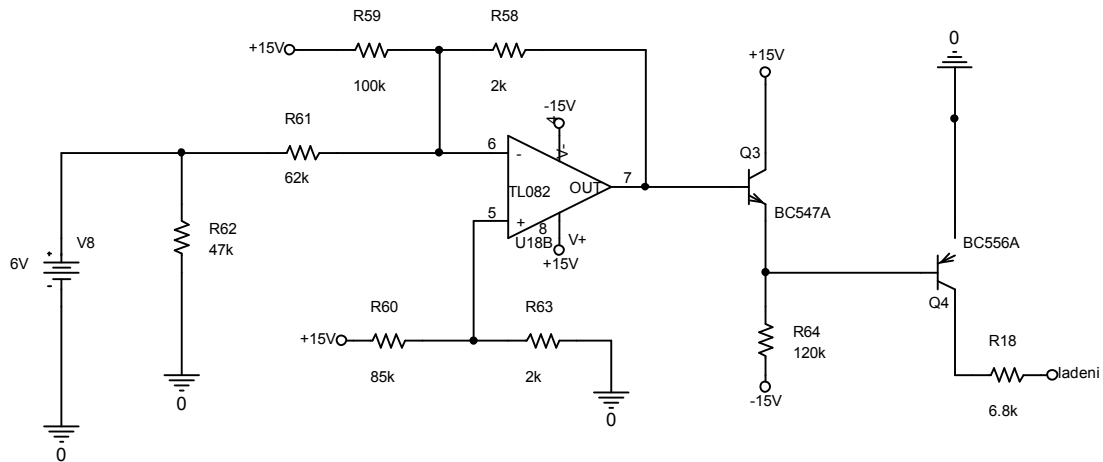 R59
R58
+15V
100k
2k
0
+15V
-15V
R61
62k
4
V-
6
-
Q3
TL082
OUT
7
BC547A
5
+
8
U18B
V+
+15V
R62
47k
V8
6V
+
-
BC556A
Q4
R60
R63
+15V
85k
2k
R64
120k
R18
ladeni
6.8k
-15V
0
0
0